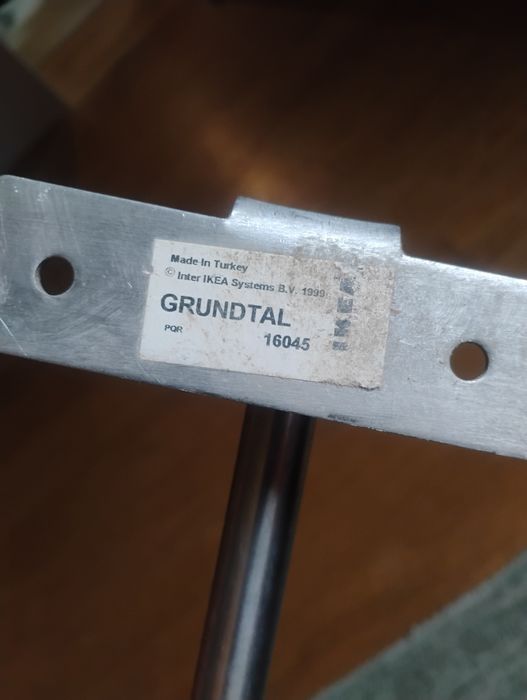 Made In Turkey
© Inter IKEA Systems B.V. 1999
GRUNDTAL
PQR
16045
IKEA